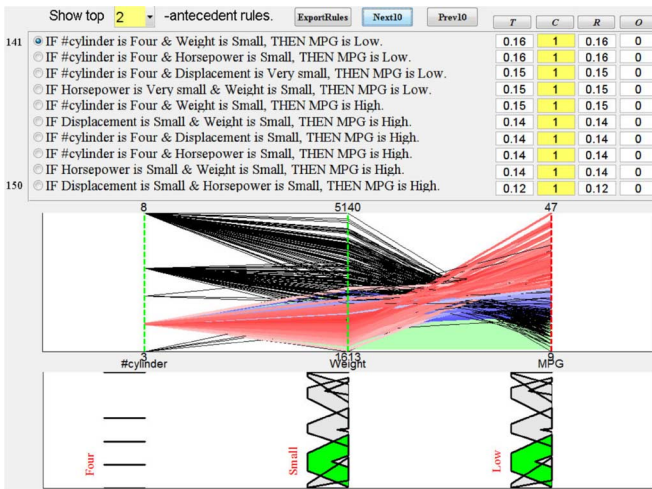 Show top 2 -antecedent rules. ExportRules Next10 Prev10 T C R O
141 IF #cylinder is Four & Weight is Small, THEN MPG is Low. 0.16 1 0.16 0
IF #cylinder is Four & Horsepower is Small, THEN MPG is Low. 0.16 1 0.16 0
IF #cylinder is Four & Displacement is Very small, THEN MPG is Low. 0.15 1 0.15 0
IF Horsepower is Very small & Weight is Small, THEN MPG is Low. 0.15 1 0.15 0
IF #cylinder is Four & Weight is Small, THEN MPG is High. 0.15 1 0.15 0
IF Displacement is Small & Weight is Small, THEN MPG is High. 0.14 1 0.14 0
IF #cylinder is Four & Displacement is Small, THEN MPG is High. 0.14 1 0.14 0
IF #cylinder is Four & Horsepower is Small, THEN MPG is High. 0.14 1 0.14 0
IF Horsepower is Small & Weight is Small, THEN MPG is High. 0.14 1 0.14 0
150 IF Displacement is Small & Horsepower is Small, THEN MPG is High. 0.12 1 0.12 0
8 5140 47
3 1613 9
#cylinder Weight MPG
Four Small Low